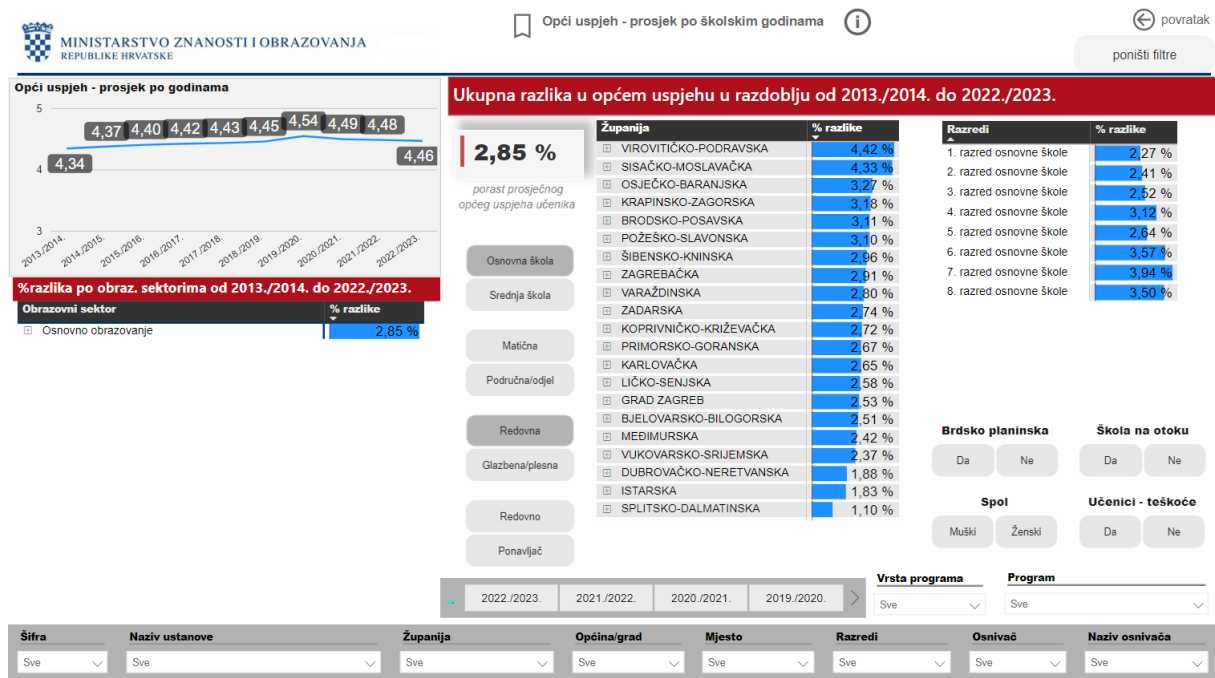 MINISTARSTVO ZNANOSTI I OBRAZOVANJA
REPUBLIKE HRVATSKE
Opći uspjeh - prosjek po školskim godinama
povratak
poništi filtre
Opći uspjeh - prosjek po godinama
5
4
3
4,34
4,37
4,40
4,42
4,43
4,45
4,54
4,49
4,48
4,46
2013./2014.
2014./2015.
2015./2016.
2016./2017.
2017./2018.
2018./2019.
2019./2020.
2020./2021.
2021./2022.
2022./2023.
%razlika po obraz. sektorima od 2013./2014. do 2022./2023.
Obrazovni sektor % razlike
Osnovno obrazovanje 2,85 %
Ukupna razlika u općem uspjehu u razdoblju od 2013./2014. do 2022./2023.
2,85 %
porast prosječnog
općeg uspjeha učenika
Osnovna škola
Srednja škola
Matična
Područna/odjel
Redovna
Glazbena/plesna
Redovno
Ponavljač
Županija % razlike
VIROVITIČKO-PODRAVSKA 4,42 %
SISAČKO-MOSLAVAČKA 4,33 %
OSJEČKO-BARANJSKA 3,27 %
KRAPINSKO-ZAGORSKA 3,18 %
BRODSKO-POSAVSKA 3,11 %
POŽEŠKO-SLAVONSKA 3,10 %
ŠIBENSKO-KNINSKA 2,96 %
ZAGREBAČKA 2,91 %
VARAŽDINSKA 2,80 %
ZADARSKA 2,74 %
KOPRIVNIČKO-KRIŽEVAČKA 2,72 %
PRIMORSKO-GORANSKA 2,67 %
KARLOVAČKA 2,65 %
LIČKO-SENJSKA 2,58 %
GRAD ZAGREB 2,53 %
BJELOVARSKO-BILOGORSKA 2,51 %
MEĐIMURSKA 2,42 %
VUKOVARSKO-SRIJEMSKA 2,37 %
DUBROVAČKO-NERETVANSKA 1,88 %
ISTARSKA 1,83 %
SPLITSKO-DALMATINSKA 1,10 %
Razredi % razlike
1. razred osnovne škole 2,27 %
2. razred osnovne škole 2,41 %
3. razred osnovne škole 2,52 %
4. razred osnovne škole 3,12 %
5. razred osnovne škole 2,64 %
6. razred osnovne škole 3,57 %
7. razred osnovne škole 3,94 %
8. razred osnovne škole 3,50 %
Brdsko planinska
Da Ne
Škola na otoku
Da Ne
Spol
Muški Ženski
Učenici - teškoće
Da Ne
2022./2023. 2021./2022. 2020./2021. 2019./2020.
Vrsta programa
Sve
Program
Sve
Šifra
Sve
Naziv ustanove
Sve
Županija
Sve
Općina/grad
Sve
Mjesto
Sve
Razredi
Sve
Osnivač
Sve
Naziv osnivača
Sve